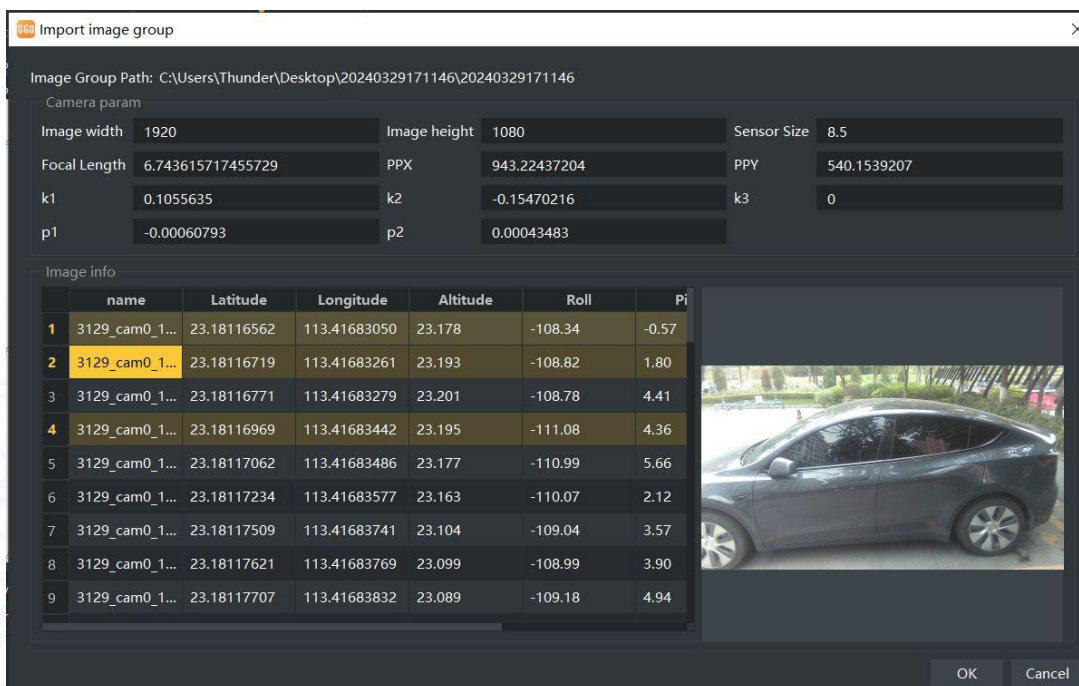 SG8 Import image group
Image Group Path: C:\Users\Thunder\Desktop\20240329171146\20240329171146
Camera param
Image width 1920 Image height 1080 Sensor Size 8.5
Focal Length 6.743615717455729 PPX 943.22437204 PPY 540.1539207
k1 0.1055635 k2 -0.15470216 k3 0
p1 -0.00060793 p2 0.00043483
Image info
name Latitude Longitude Altitude Roll Pi
1 3129_cam0_1... 23.18116562 113.41683050 23.178 -108.34 -0.57
2 3129_cam0_1... 23.18116719 113.41683261 23.193 -108.82 1.80
3 3129_cam0_1... 23.18116771 113.41683279 23.201 -108.78 4.41
4 3129_cam0_1... 23.18116969 113.41683442 23.195 -111.08 4.36
5 3129_cam0_1... 23.18117062 113.41683486 23.177 -110.99 5.66
6 3129_cam0_1... 23.18117234 113.41683577 23.163 -110.07 2.12
7 3129_cam0_1... 23.18117509 113.41683741 23.104 -109.04 3.57
8 3129_cam0_1... 23.18117621 113.41683769 23.099 -108.99 3.90
9 3129_cam0_1... 23.18117707 113.41683832 23.089 -109.18 4.94
OK Cancel